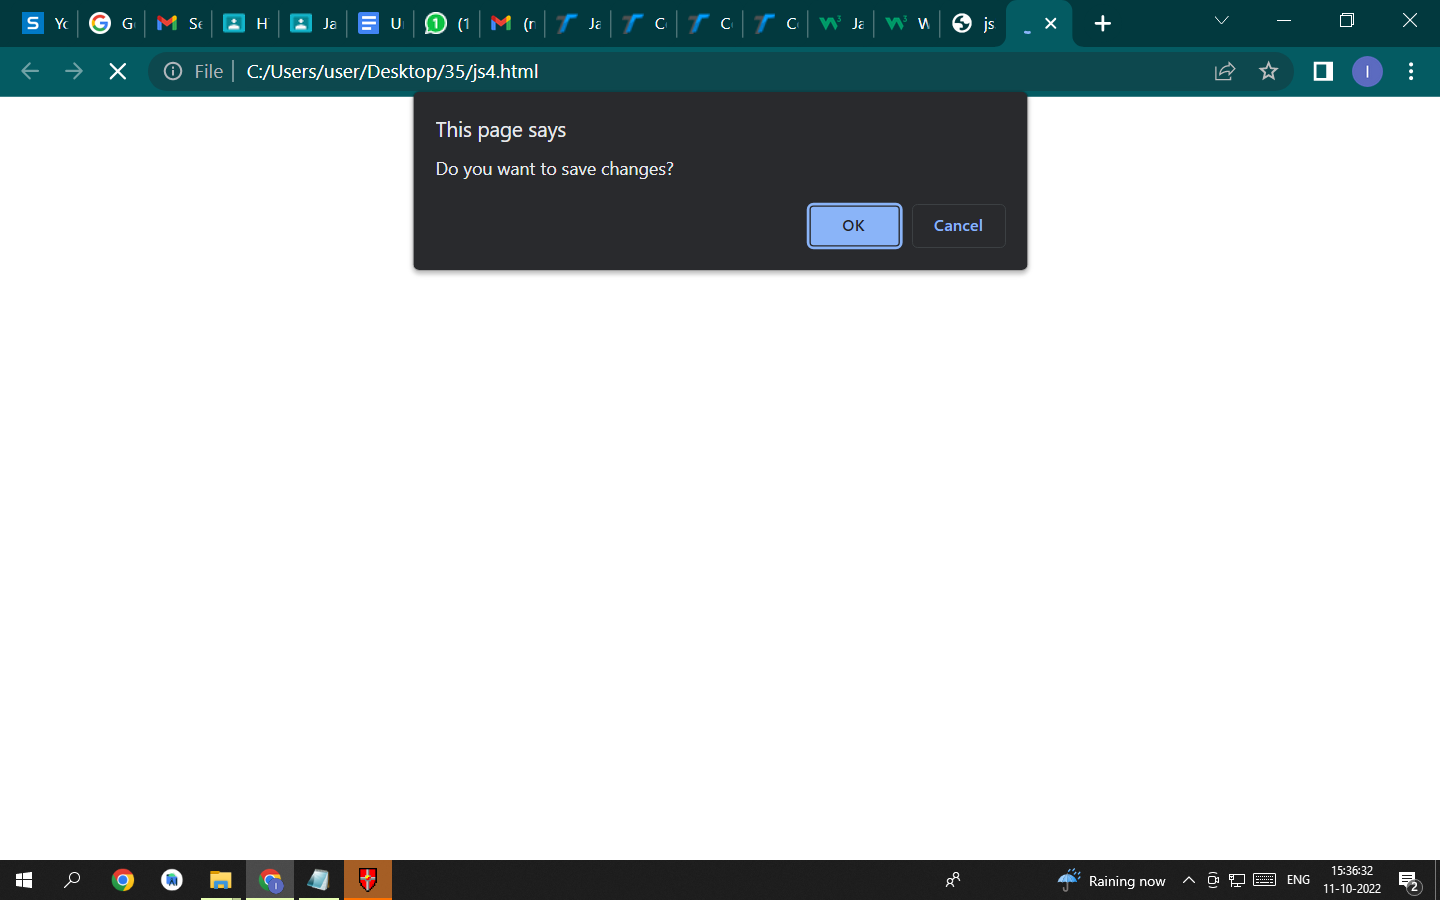 Yo
G
Se
H
Ja
U
(1
(n
Ja
C
C
C
Ja
W
js
File
C:/Users/user/Desktop/35/js4.html
I
This page says
Do you want to save changes?
OK
Cancel
Raining now
ENG
15:36:32
11-10-2022
2